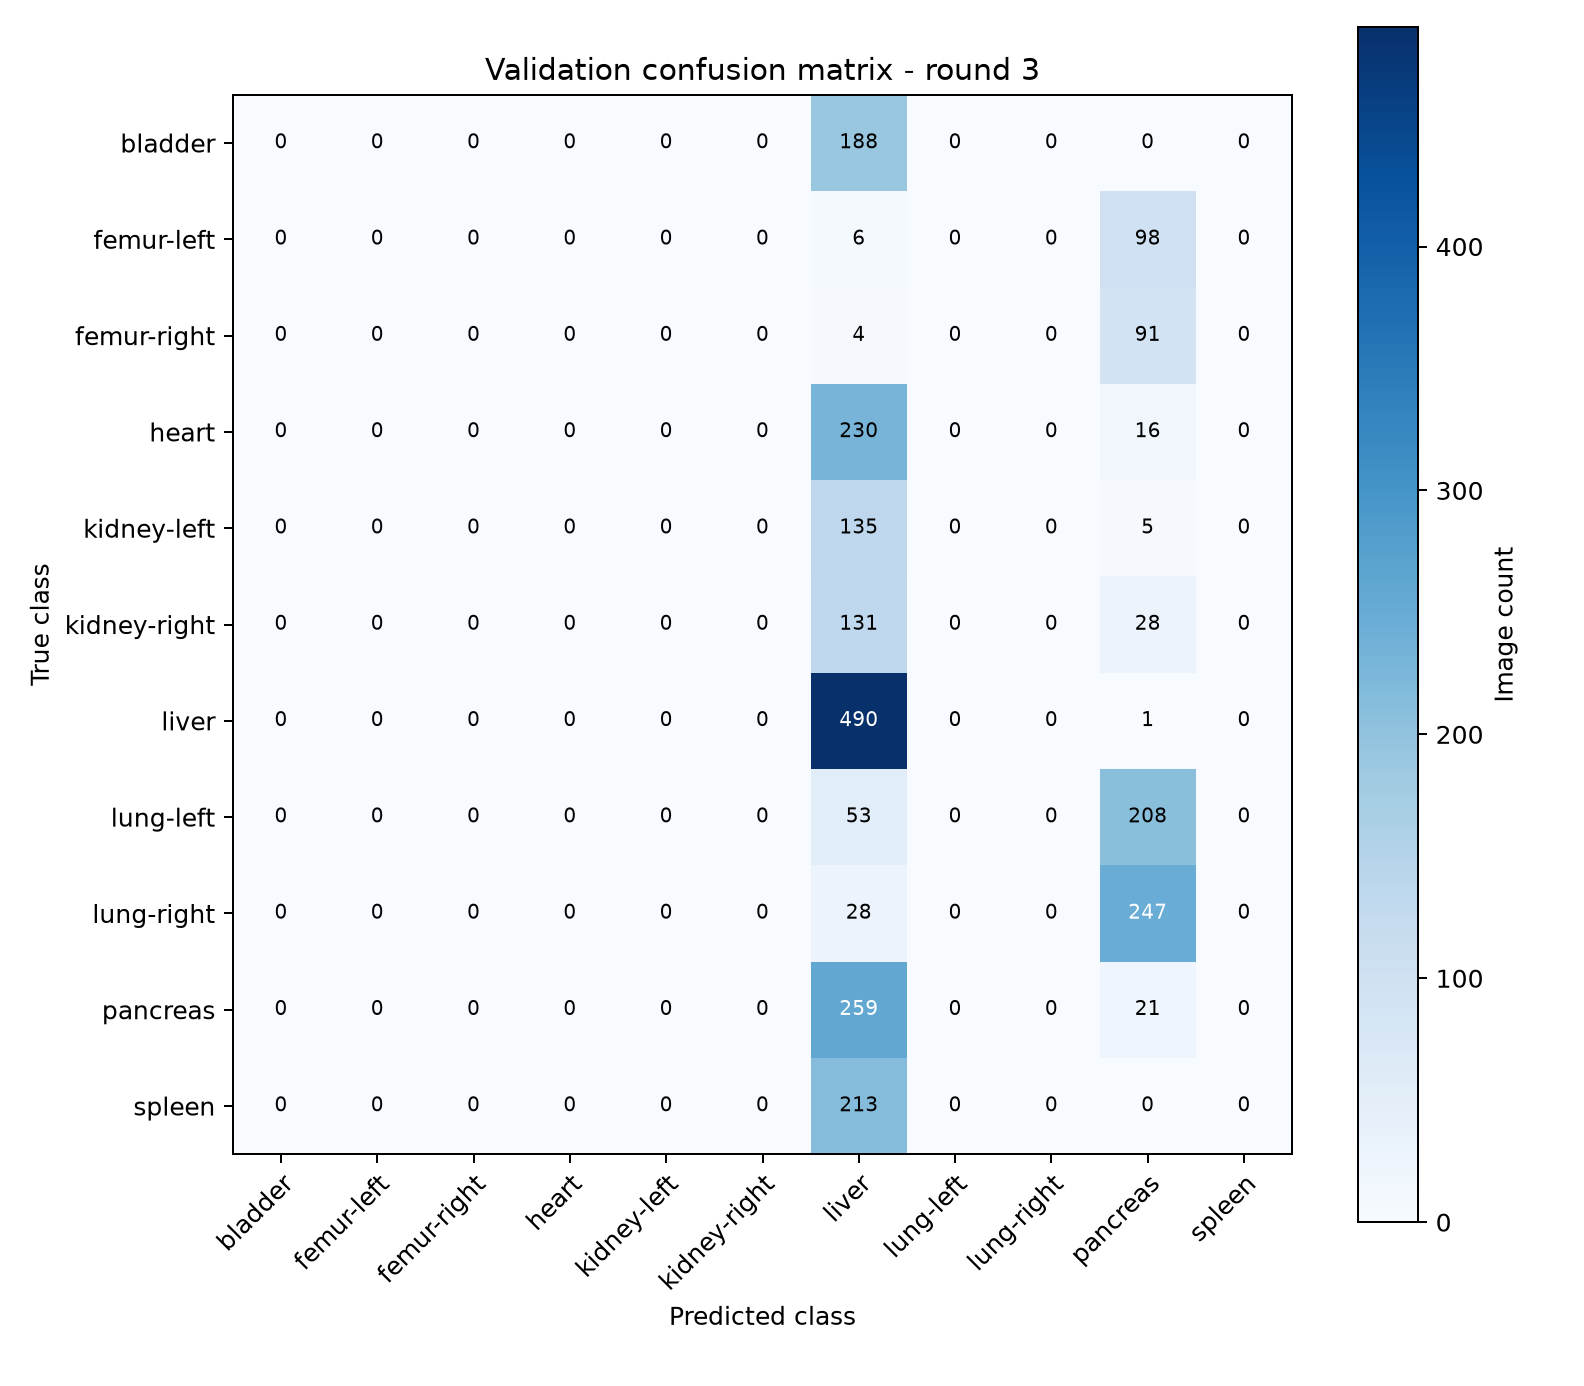 Validation confusion matrix - round 3
bladder 0 0 0 0 0 0 188 0 0 0 0
femur-left 0 0 0 0 0 0 6 0 0 98 0
femur-right 0 0 0 0 0 0 4 0 0 91 0
heart 0 0 0 0 0 0 230 0 0 16 0
kidney-left 0 0 0 0 0 0 135 0 0 5 0
kidney-right 0 0 0 0 0 0 131 0 0 28 0
liver 0 0 0 0 0 0 490 0 0 1 0
lung-left 0 0 0 0 0 0 53 0 0 208 0
lung-right 0 0 0 0 0 0 28 0 0 247 0
pancreas 0 0 0 0 0 0 259 0 0 21 0
spleen 0 0 0 0 0 0 213 0 0 0 0
True class
bladder femur-left femur-right heart kidney-left kidney-right liver lung-left lung-right pancreas spleen
Predicted class
400
300
200
100
0
Image count